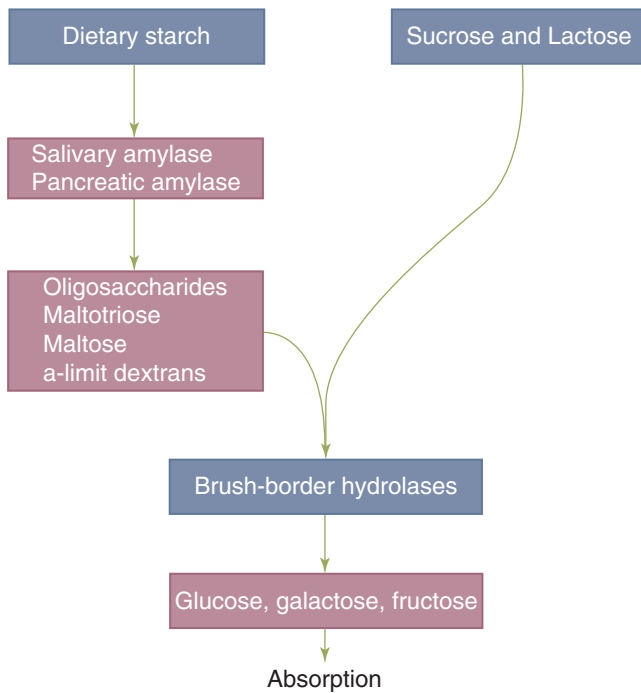 Dietary starch
Sucrose and Lactose
Salivary amylase
Pancreatic amylase
Oligosaccharides
Maltotriose
Maltose
a-limit dextrans
Brush-border hydrolases
Glucose, galactose, fructose
Absorption